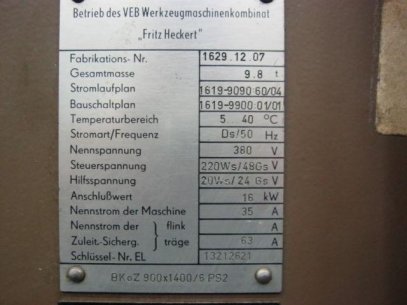 Betrieb des VEB Werkzeugmaschinenkombinat
„Fritz Heckert"
Fabrikations-Nr. 1629.12.07
Gesamtmasse 9.8 t
Stromlaufplan 1619-9090.60/04
Bauschaltplan 1619-9900.01/01
Temperaturbereich 5...40 °C
Stromart/Frequenz Ds/50 Hz
Nennspannung 380 V
Steuerspannung 220Ws/48Gs V
Hilfsspannung 20Ws/24 Gs V
Anschlußwert 16 kW
Nennstrom der Maschine 35 A
Nennstrom der } flink
Zuleit.-Sicherg. } träge 63 A
Schlüssel-Nr. EL 13212621
BKoZ 900x1400/6 PS2